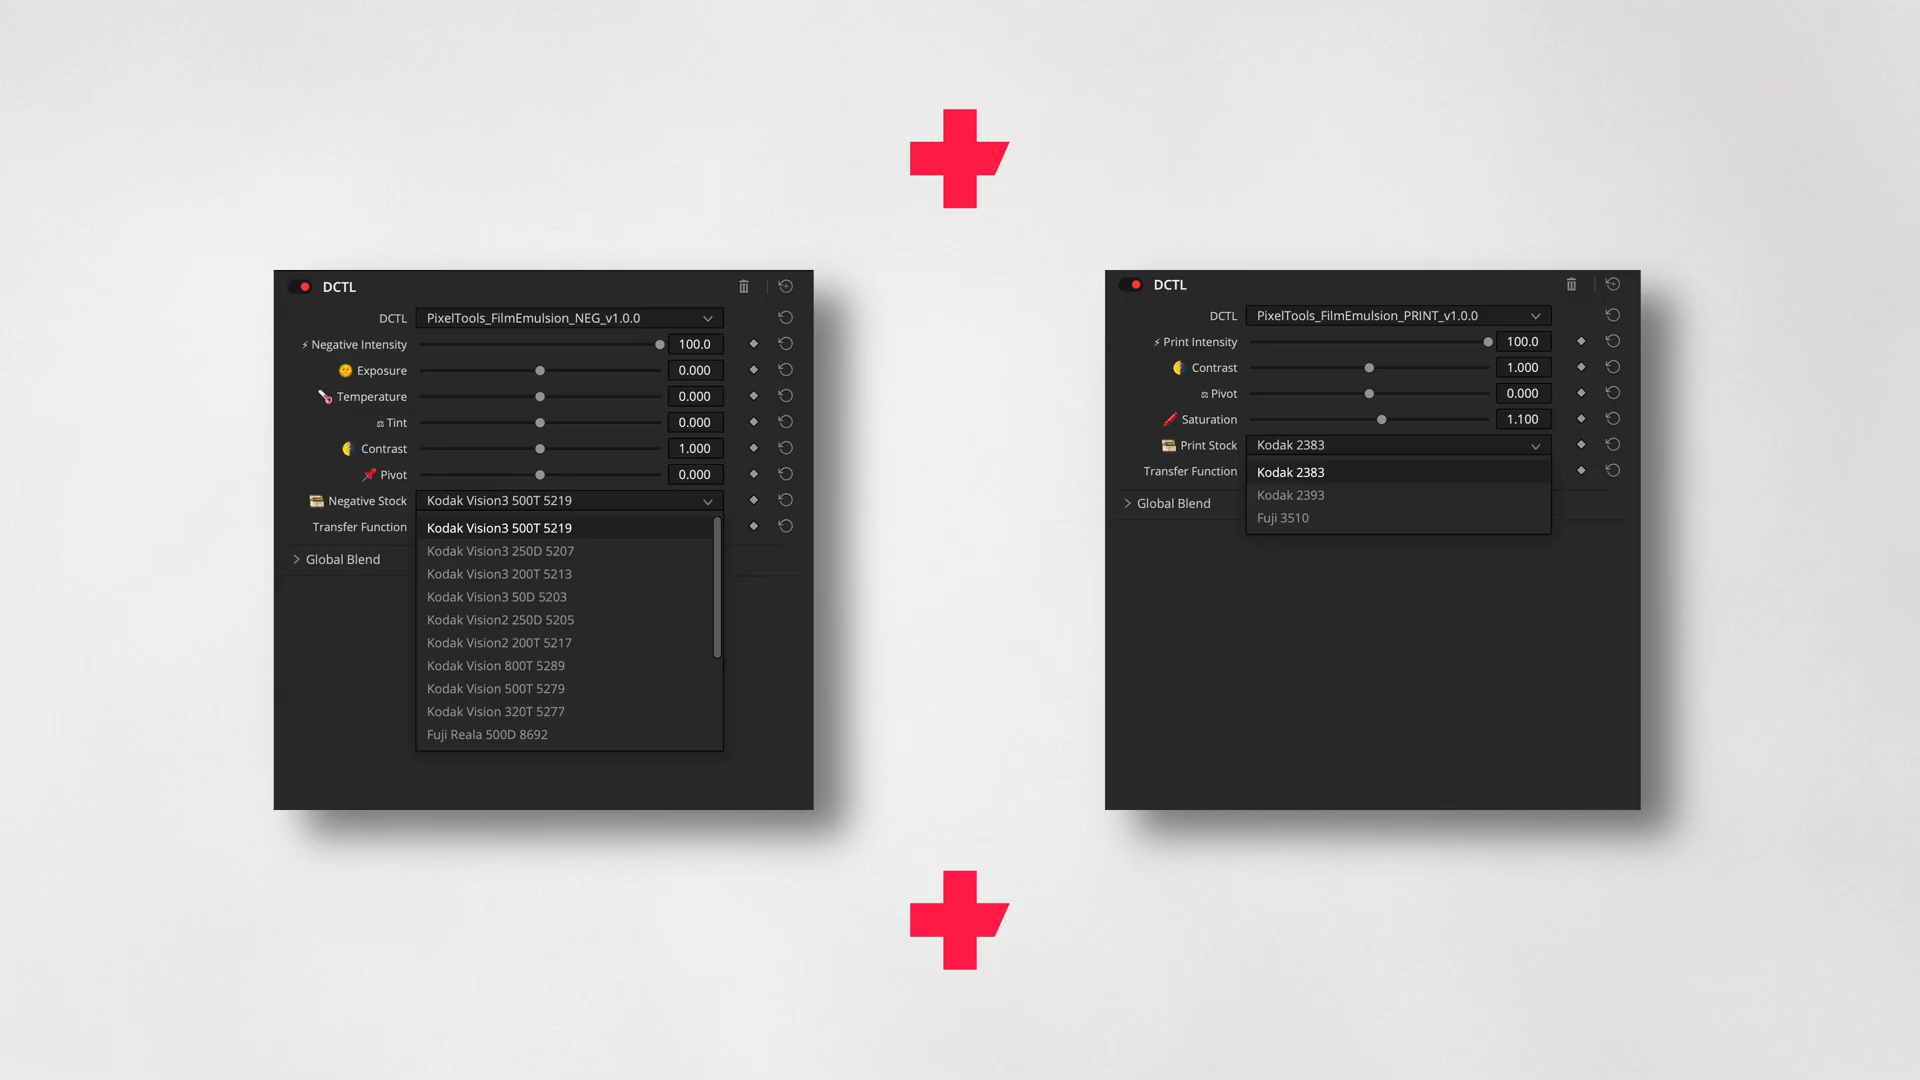 DCTL
DCTL PixelTools_FilmEmulsion_NEG_v1.0.0
Negative Intensity 100.0
Exposure 0.000
Temperature 0.000
Tint 0.000
Contrast 1.000
Pivot 0.000
Negative Stock Kodak Vision3 500T 5219
Transfer Function
Global Blend
Kodak Vision3 500T 5219
Kodak Vision3 250D 5207
Kodak Vision3 200T 5213
Kodak Vision3 50D 5203
Kodak Vision2 250D 5205
Kodak Vision2 200T 5217
Kodak Vision 800T 5289
Kodak Vision 500T 5279
Kodak Vision 320T 5277
Fuji Reala 500D 8692
DCTL
DCTL PixelTools_FilmEmulsion_PRINT_v1.0.0
Print Intensity 100.0
Contrast 1.000
Pivot 0.000
Saturation 1.100
Print Stock Kodak 2383
Transfer Function
Global Blend
Kodak 2383
Kodak 2393
Fuji 3510